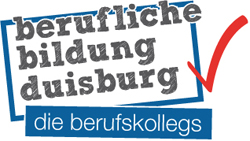 berufliche
bildung
duisburg
die berufskollegs